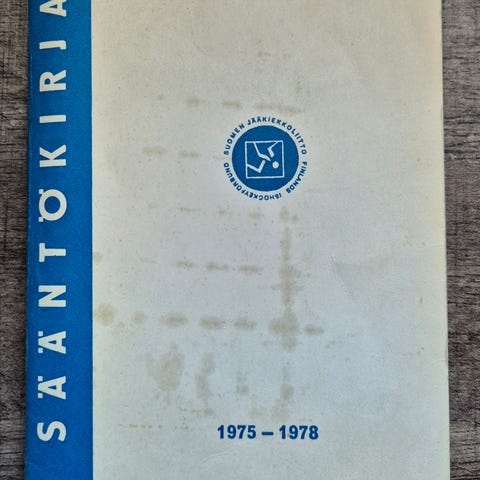 SÄÄNTÖKIRJA
SUOMEN JÄÄKIEKKOLIITTO
FINLANDS ISHOCKEYFÖRBUND
1975 – 1978